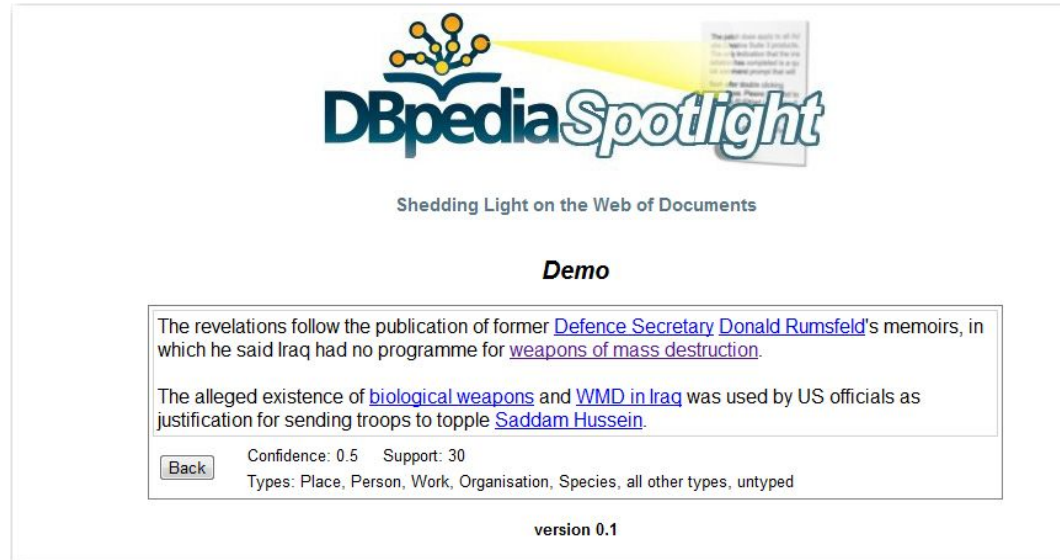 DBpedia Spotlight
Shedding Light on the Web of Documents
Demo
The revelations follow the publication of former Defence Secretary Donald Rumsfeld's memoirs, in
which he said Iraq had no programme for weapons of mass destruction.
The alleged existence of biological weapons and WMD in Iraq was used by US officials as
justification for sending troops to topple Saddam Hussein.
Back
Confidence: 0.5 Support: 30
Types: Place, Person, Work, Organisation, Species, all other types, untyped
version 0.1